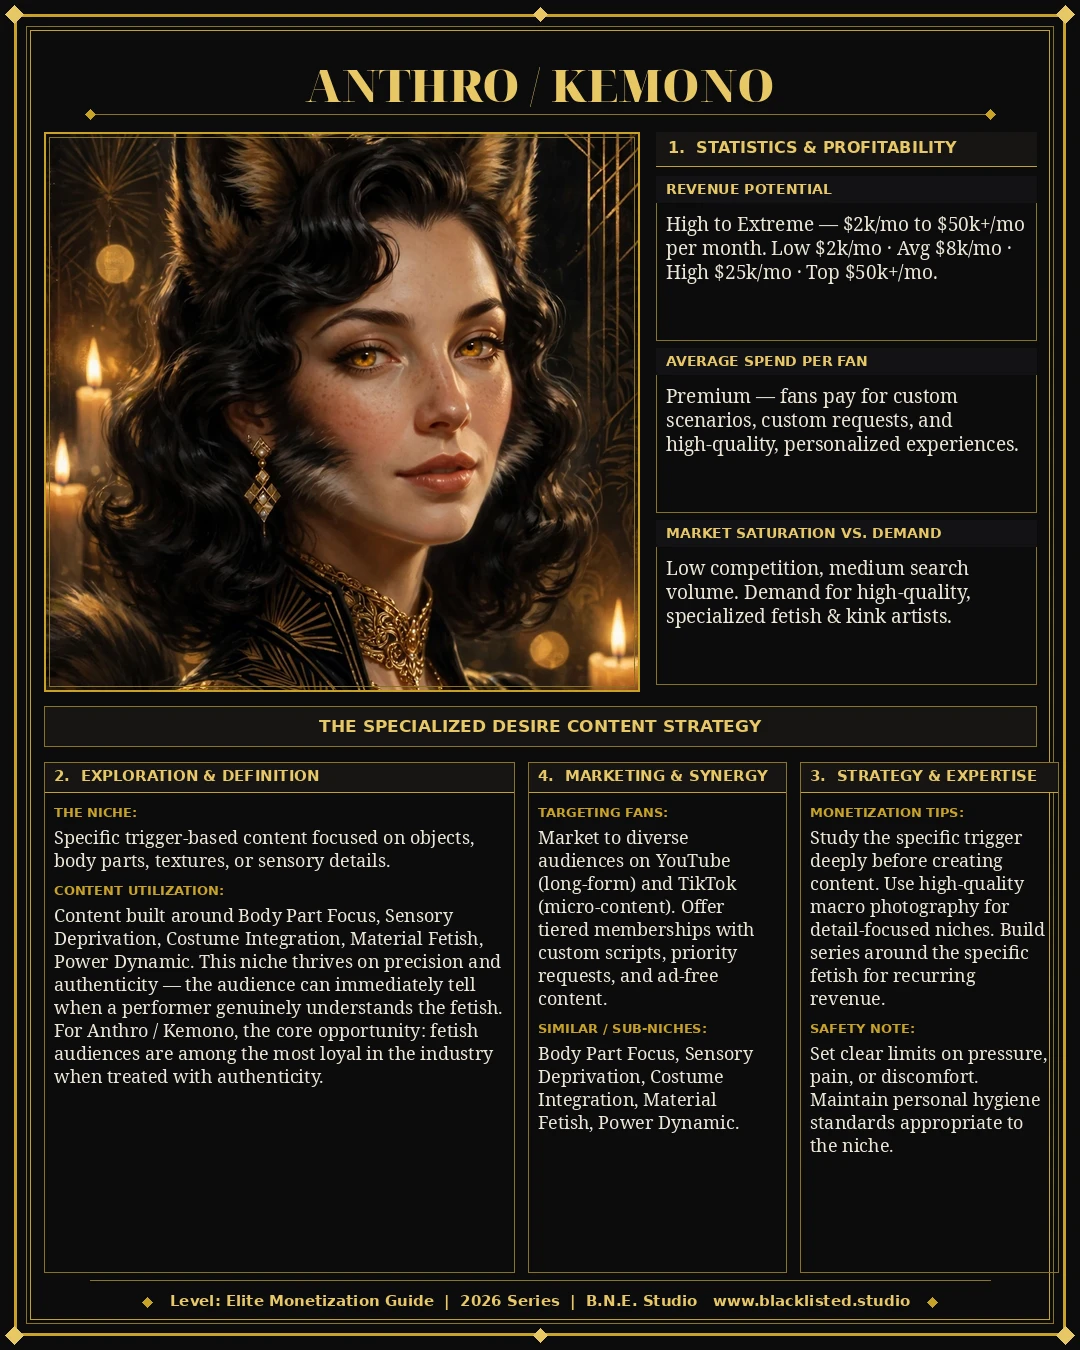 ANTHRO / KEMONO
1. STATISTICS & PROFITABILITY
REVENUE POTENTIAL
High to Extreme — $2k/mo to $50k+/mo
per month. Low $2k/mo · Avg $8k/mo ·
High $25k/mo · Top $50k+/mo.
AVERAGE SPEND PER FAN
Premium — fans pay for custom
scenarios, custom requests, and
high-quality, personalized experiences.
MARKET SATURATION VS. DEMAND
Low competition, medium search
volume. Demand for high-quality,
specialized fetish & kink artists.
THE SPECIALIZED DESIRE CONTENT STRATEGY
2. EXPLORATION & DEFINITION
THE NICHE:
Specific trigger-based content focused on objects,
body parts, textures, or sensory details.
CONTENT UTILIZATION:
Content built around Body Part Focus, Sensory
Deprivation, Costume Integration, Material Fetish,
Power Dynamic. This niche thrives on precision and
authenticity — the audience can immediately tell
when a performer genuinely understands the fetish.
For Anthro / Kemono, the core opportunity: fetish
audiences are among the most loyal in the industry
when treated with authenticity.
4. MARKETING & SYNERGY
TARGETING FANS:
Market to diverse
audiences on YouTube
(long-form) and TikTok
(micro-content). Offer
tiered memberships with
custom scripts, priority
requests, and ad-free
content.
SIMILAR / SUB-NICHES:
Body Part Focus, Sensory
Deprivation, Costume
Integration, Material
Fetish, Power Dynamic.
3. STRATEGY & EXPERTISE
MONETIZATION TIPS:
Study the specific trigger
deeply before creating
content. Use high-quality
macro photography for
detail-focused niches. Build
series around the specific
fetish for recurring
revenue.
SAFETY NOTE:
Set clear limits on pressure,
pain, or discomfort.
Maintain personal hygiene
standards appropriate to
the niche.
Level: Elite Monetization Guide | 2026 Series | B.N.E. Studio www.blacklisted.studio